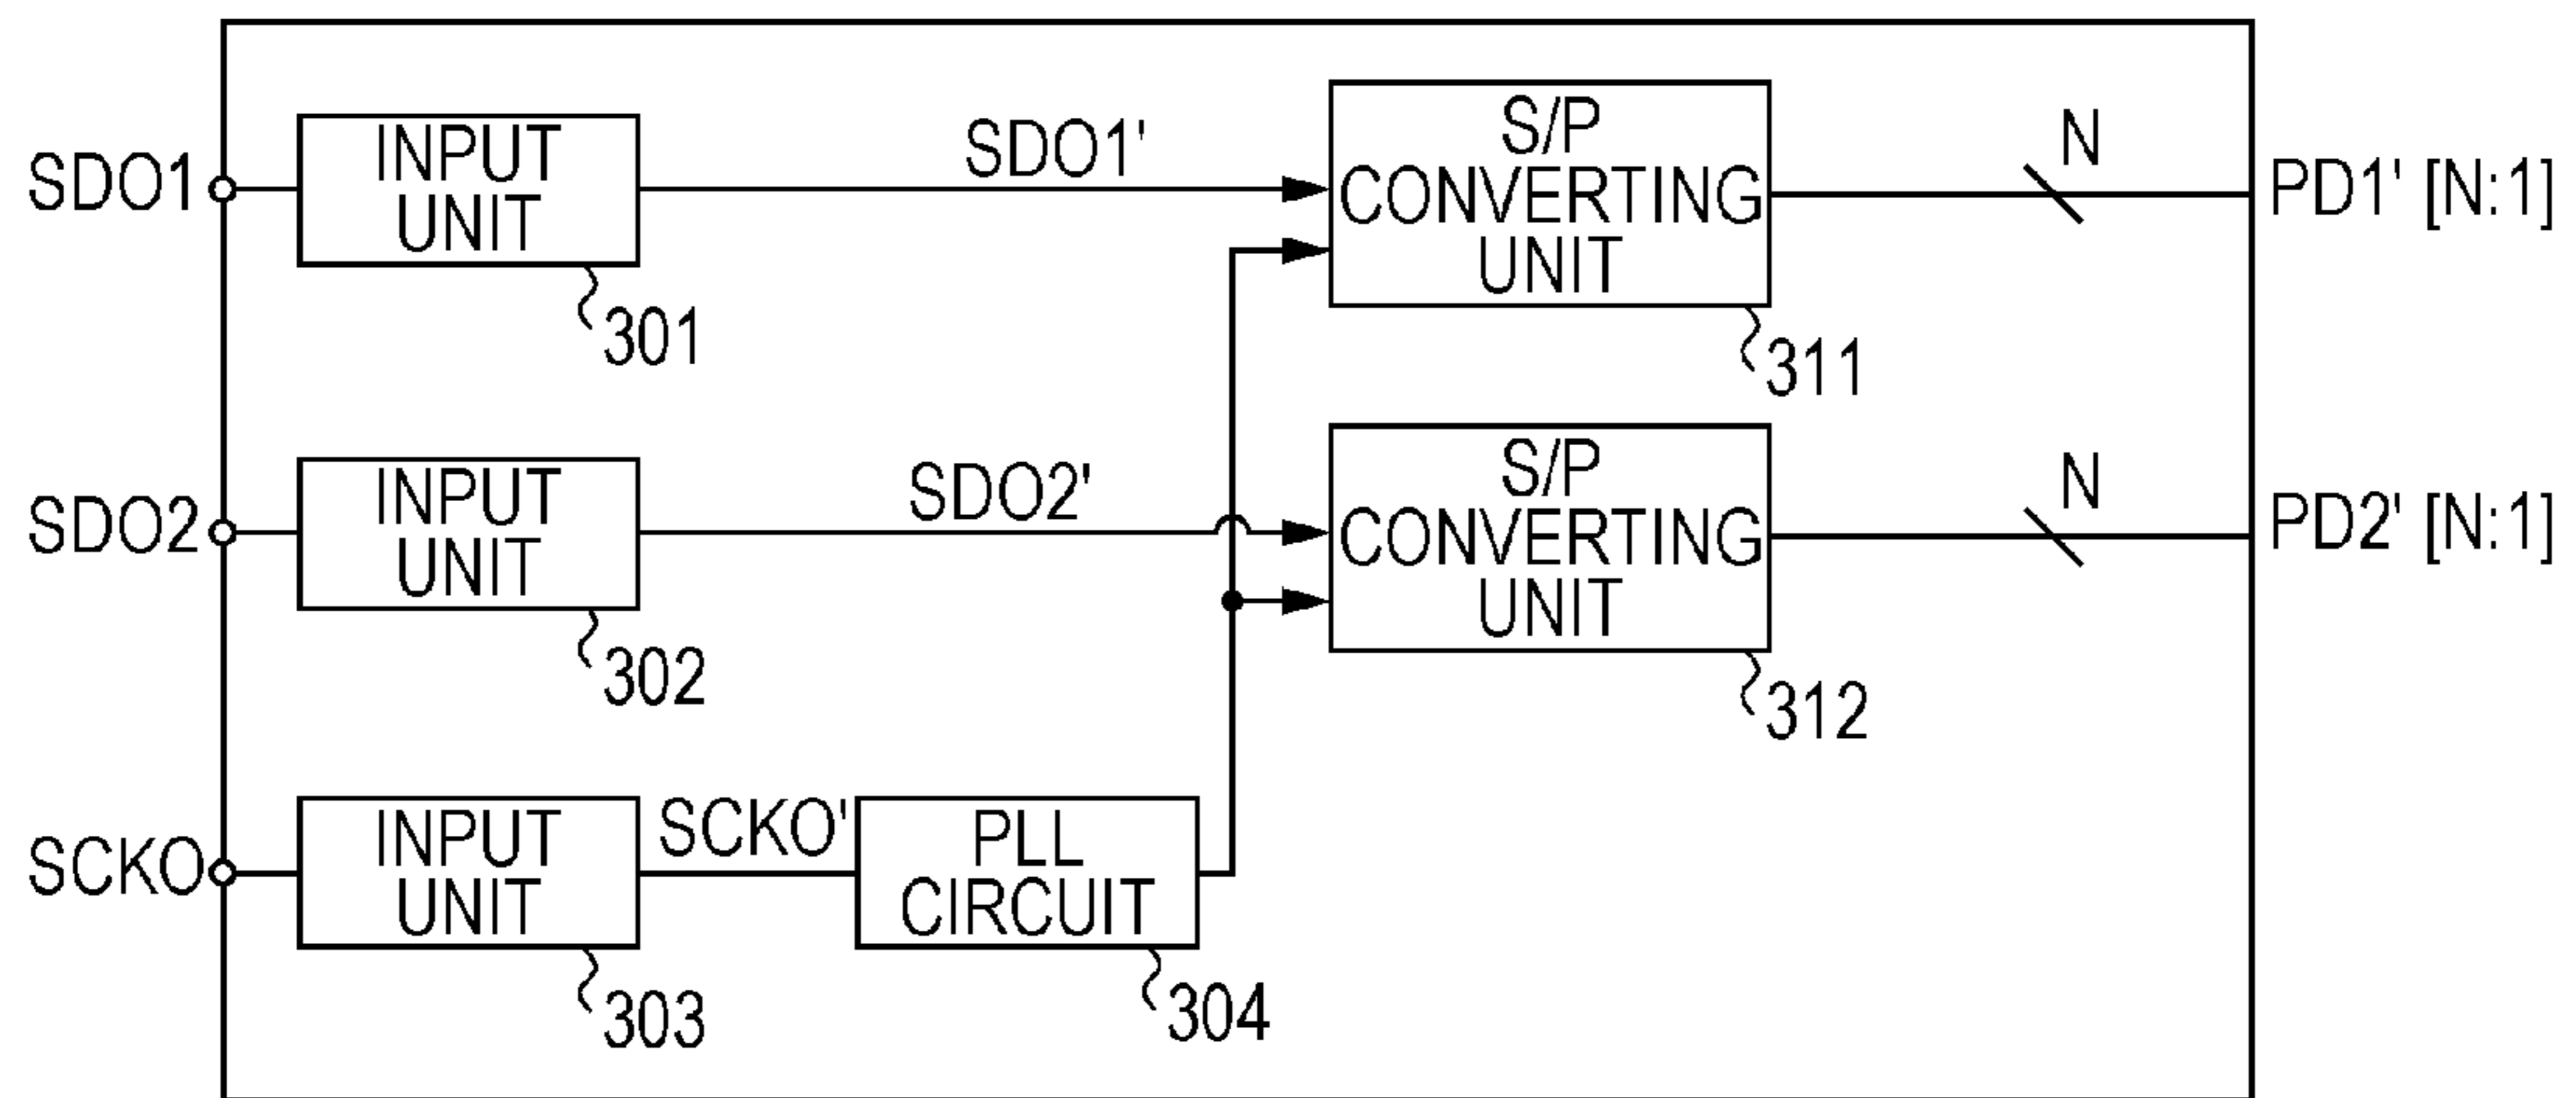 SDO1
INPUT
UNIT
301
SDO1'
S/P
CONVERTING
UNIT
311
N
PD1' [N:1]
SDO2
INPUT
UNIT
302
SDO2'
S/P
CONVERTING
UNIT
312
N
PD2' [N:1]
SCKO
INPUT
UNIT
303
SCKO'
PLL
CIRCUIT
304